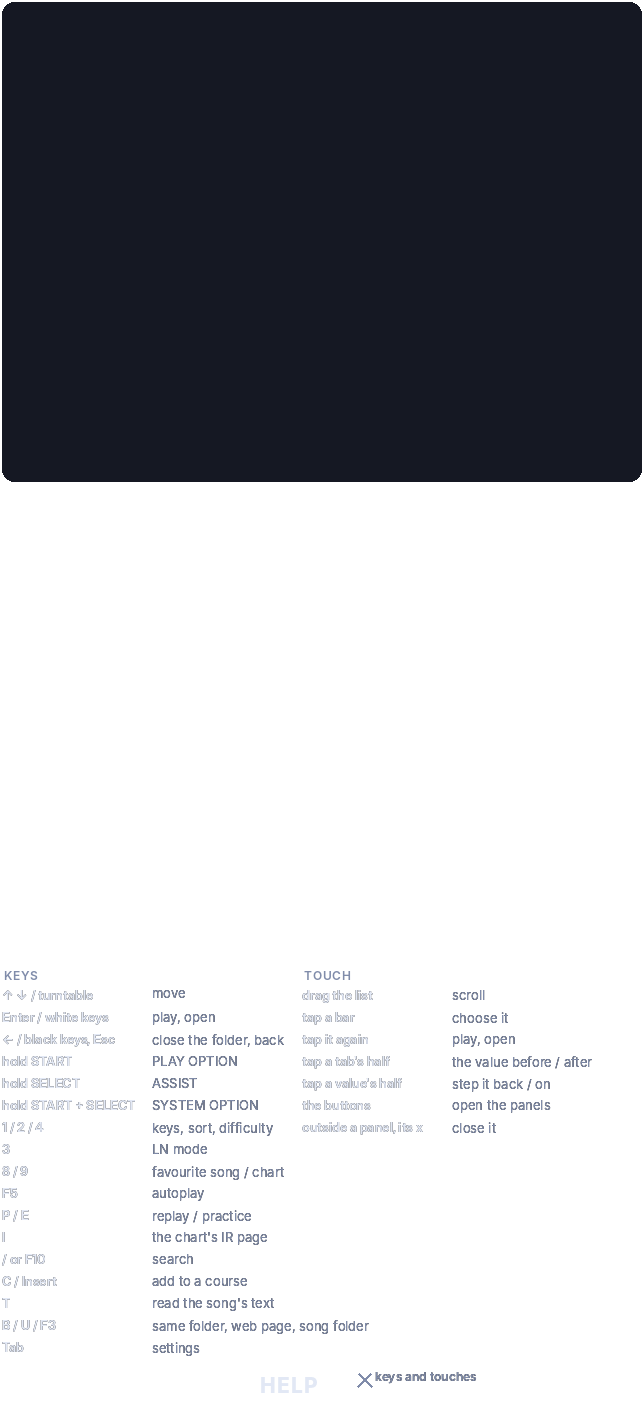 KEYS TOUCH
↑ ↓ / turntable move drag the list scroll
Enter / white keys play, open tap a bar choose it
← / black keys, Esc close the folder, back tap it again play, open
hold START PLAY OPTION tap a tab's half the value before / after
hold SELECT ASSIST tap a value's half step it back / on
hold START + SELECT SYSTEM OPTION the buttons open the panels
1 / 2 / 4 keys, sort, difficulty outside a panel, its x close it
3 LN mode
8 / 9 favourite song / chart
F5 autoplay
P / E replay / practice
I the chart's IR page
/ or F10 search
C / Insert add to a course
T read the song's text
B / U / F3 same folder, web page, song folder
Tab settings
HELP keys and touches